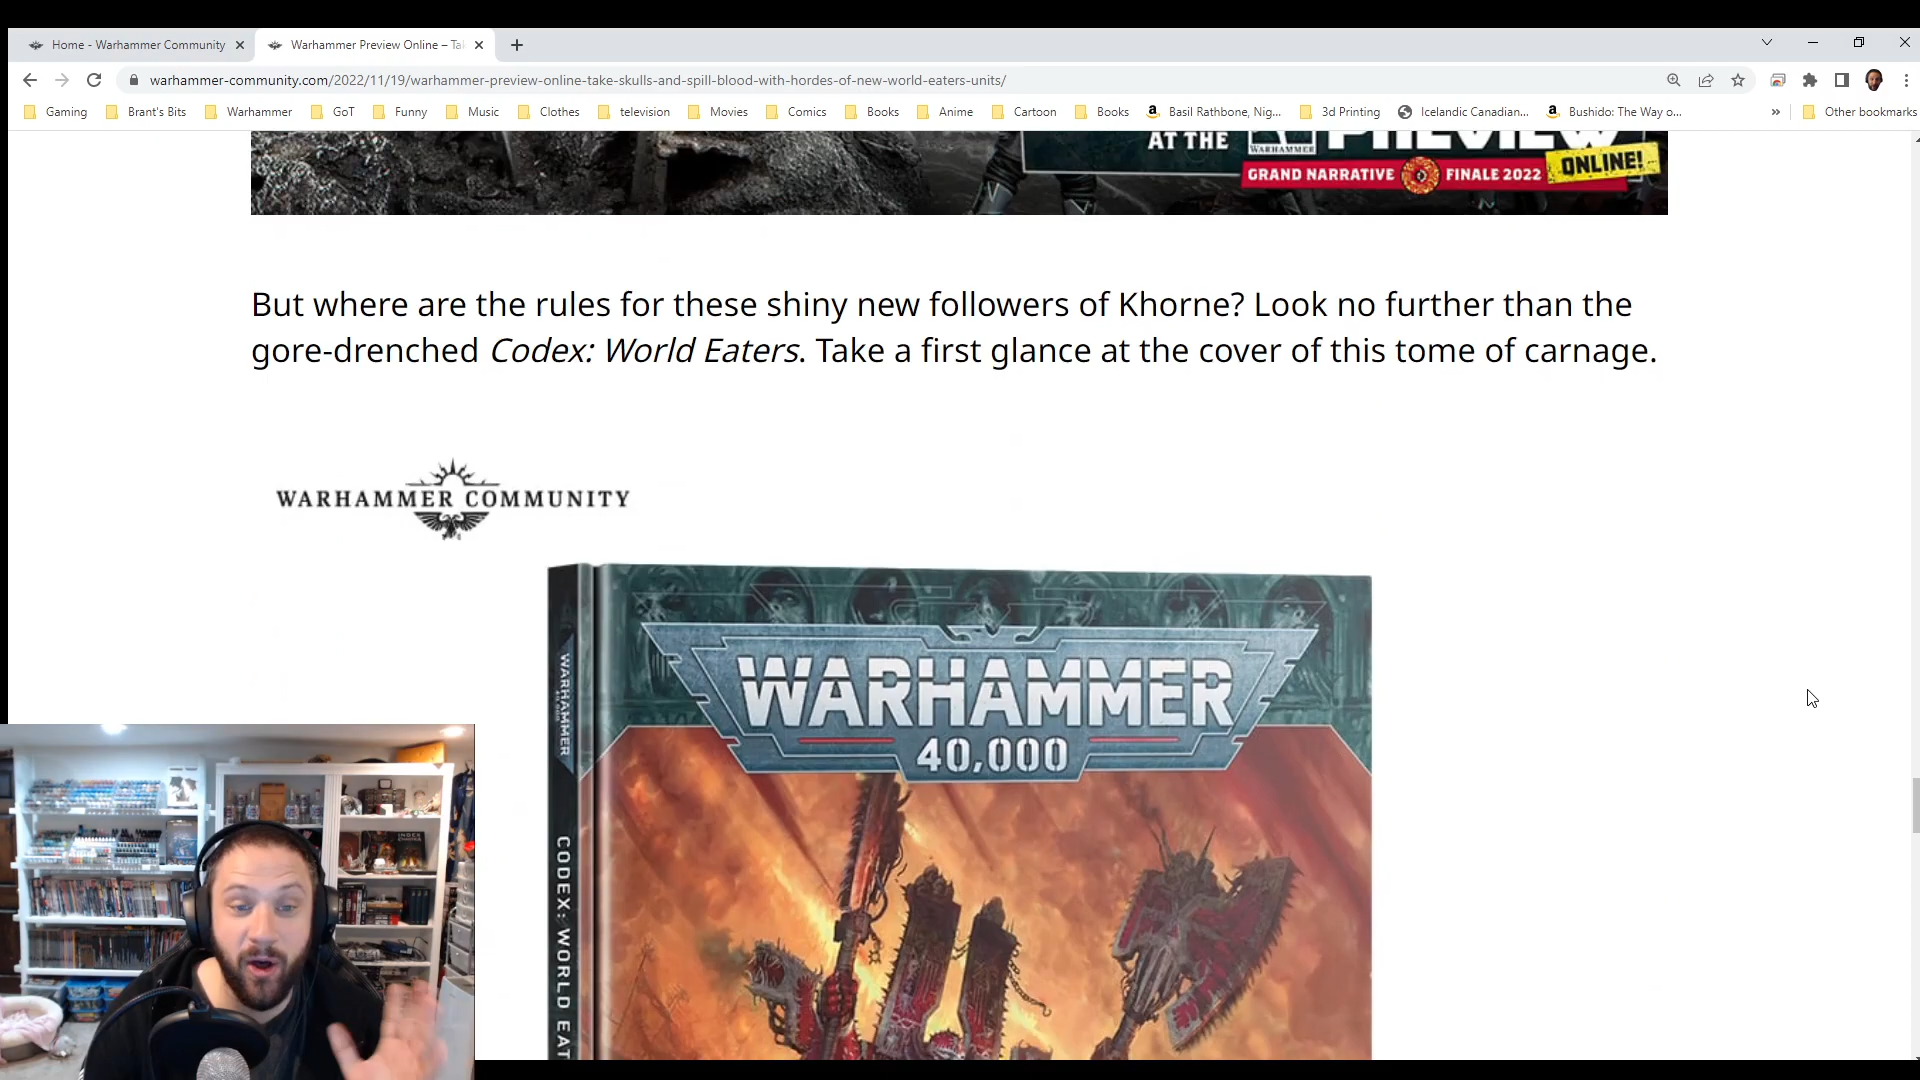 Home - Warhammer Community
Warhammer Preview Online – Tak
warhammer-community.com/2022/11/19/warhammer-preview-online-take-skulls-and-spill-blood-with-hordes-of-new-world-eaters-units/
Gaming Brant's Bits Warhammer GoT Funny Music Clothes television Movies Comics Books Anime Cartoon Books Basil Rathbone, Nig... 3d Printing Icelandic Canadian... Bushido: The Way o... » Other bookmarks
AT THE PREVIEW
WARHAMMER
ONLINE!
GRAND NARRATIVE FINALE 2022
But where are the rules for these shiny new followers of Khorne? Look no further than the
gore-drenched Codex: World Eaters. Take a first glance at the cover of this tome of carnage.
WARHAMMER COMMUNITY
WARHAMMER
40,000
WARHAMMER
40,000
CODEX: WORLD EAT